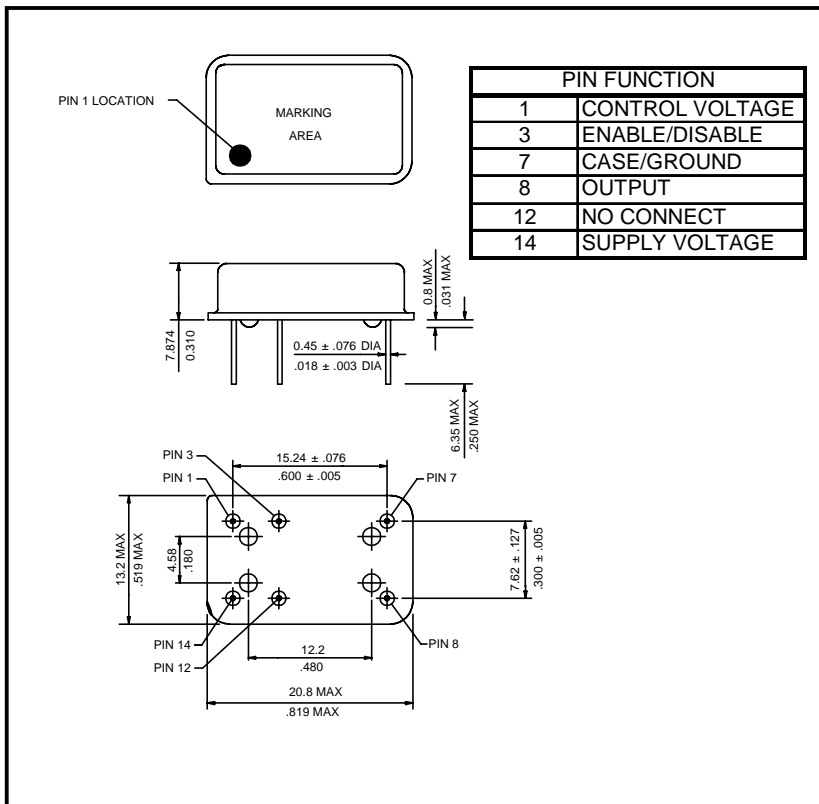 PIN 1 LOCATION
MARKING
AREA
PIN FUNCTION
1 CONTROL VOLTAGE
3 ENABLE/DISABLE
7 CASE/GROUND
8 OUTPUT
12 NO CONNECT
14 SUPPLY VOLTAGE
7.874
0.310
0.8 MAX
.031 MAX
0.45 ± .076 DIA
.018 ± .003 DIA
6.35 MAX
.250 MAX
PIN 3
PIN 1
15.24 ± .076
.600 ± .005
PIN 7
13.2 MAX
.519 MAX
4.58
.180
7.62 ± .127
.300 ± .005
PIN 14
PIN 12
12.2
.480
PIN 8
20.8 MAX
.819 MAX